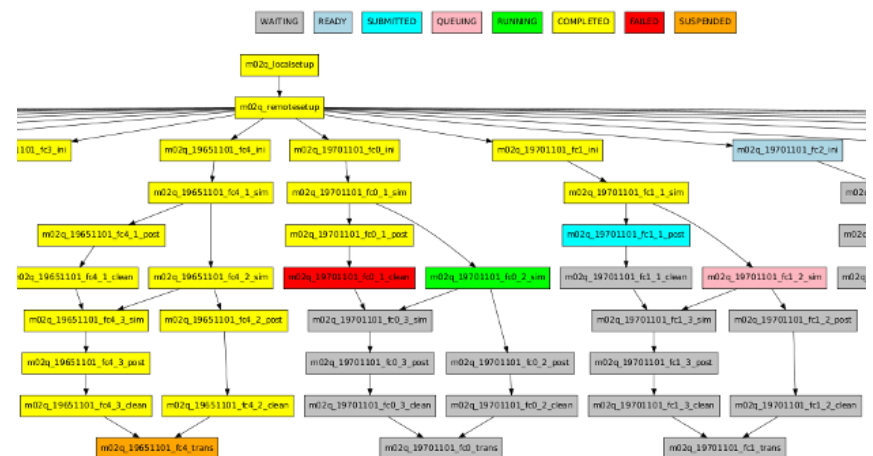 WAITING READY SUBMITTED QUEUING RUNNING COMPLETED FAILED SUSPENDED
m02q_localsetup
m02q_remotesetup
101_fc3_ini m02q_19651101_fc4_ini m02q_19701101_fc0_ini m02q_19701101_fc1_ini m02q_19701101_fc2_ini
m02q_19651101_fc4_1_sim m02q_19701101_fc0_1_sim m02q_19701101_fc1_1_sim
m02q_19651101_fc4_1_post m02q_19701101_fc0_1_post m02q_19701101_fc1_1_post
m02q_19651101_fc4_1_clean m02q_19651101_fc4_2_sim m02q_19701101_fc0_1_clean m02q_19701101_fc0_2_sim m02q_19701101_fc1_1_clean m02q_19701101_fc1_2_sim
m02q_19651101_fc4_3_sim m02q_19651101_fc4_2_post m02q_19701101_fc0_3_sim m02q_19701101_fc1_3_sim m02q_19701101_fc1_2_post
m02q_19651101_fc4_3_post m02q_19701101_fc0_3_post m02q_19701101_fc0_2_post m02q_19701101_fc1_3_post
m02q_19651101_fc4_3_clean m02q_19651101_fc4_2_clean m02q_19701101_fc0_3_clean m02q_19701101_fc0_2_clean m02q_19701101_fc1_3_clean m02q_19701101_fc1_2_clean
m02q_19651101_fc4_trans m02q_19701101_fc0_trans m02q_19701101_fc1_trans